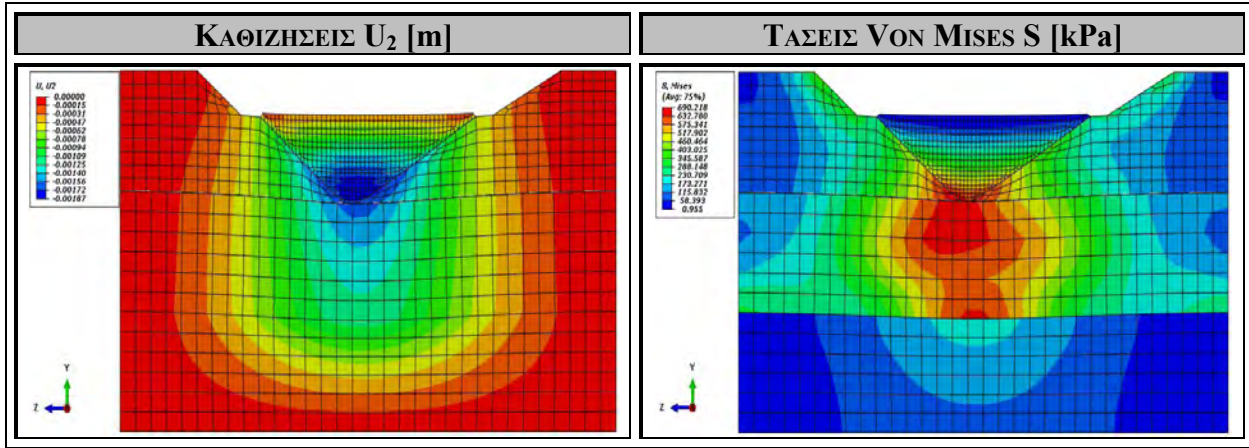 ΚΑΘΙΖΗΣΕΙΣ U₂ [m]
ΤΑΣΕΙΣ VON MISES S [kPa]
U, U2
0.00000
-0.00015
-0.00031
-0.00047
-0.00062
-0.00078
-0.00094
-0.00109
-0.00125
-0.00140
-0.00156
-0.00172
-0.00187
Y
Z
S, Mises
(Avg: 75%)
690.218
632.780
575.341
517.902
460.464
403.025
345.587
288.148
230.709
173.271
115.832
58.393
0.955
Y
Z